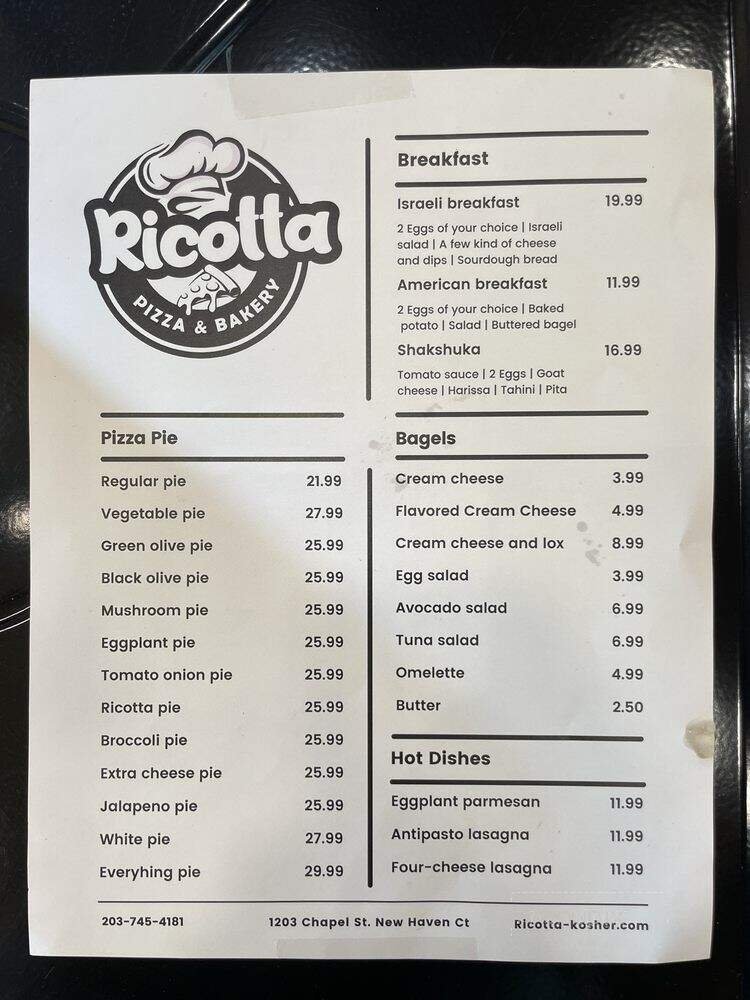 Ricotta
PIZZA & BAKERY
Breakfast
Israeli breakfast 19.99
2 Eggs of your choice | Israeli
salad | A few kind of cheese
and dips | Sourdough bread
American breakfast 11.99
2 Eggs of your choice | Baked
potato | Salad | Buttered bagel
Shakshuka 16.99
Tomato sauce | 2 Eggs | Goat
cheese | Harissa | Tahini | Pita
Pizza Pie
Regular pie 21.99
Vegetable pie 27.99
Green olive pie 25.99
Black olive pie 25.99
Mushroom pie 25.99
Eggplant pie 25.99
Tomato onion pie 25.99
Ricotta pie 25.99
Broccoli pie 25.99
Extra cheese pie 25.99
Jalapeno pie 25.99
White pie 27.99
Everyhing pie 29.99
Bagels
Cream cheese 3.99
Flavored Cream Cheese 4.99
Cream cheese and lox 8.99
Egg salad 3.99
Avocado salad 6.99
Tuna salad 6.99
Omelette 4.99
Butter 2.50
Hot Dishes
Eggplant parmesan 11.99
Antipasto lasagna 11.99
Four-cheese lasagna 11.99
203-745-4181 1203 Chapel St. New Haven Ct Ricotta-kosher.com